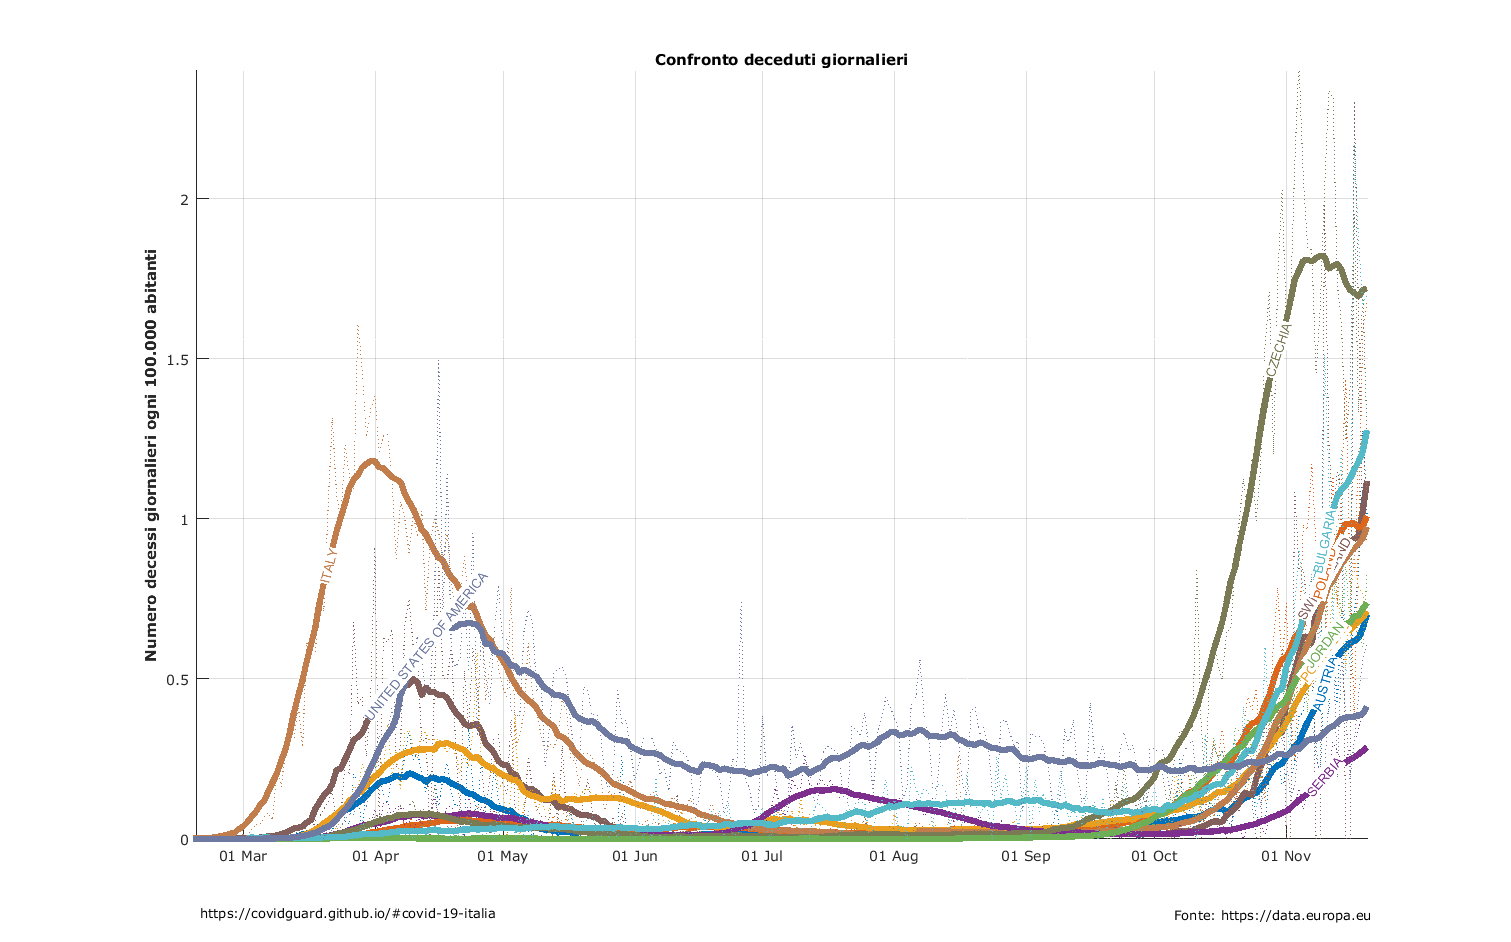 Confronto deceduti giornalieri
Numero decessi giornalieri ogni 100.000 abitanti
2
1.5
1
0.5
0
01 Mar
01 Apr
01 May
01 Jun
01 Jul
01 Aug
01 Sep
01 Oct
01 Nov
ITALY
UNITED STATES OF AMERICA
CZECHIA
BULGARIA
POLAND
JORDAN
AUSTRIA
SERBIA
https://covidguard.github.io/#covid-19-italia
Fonte: https://data.europa.eu